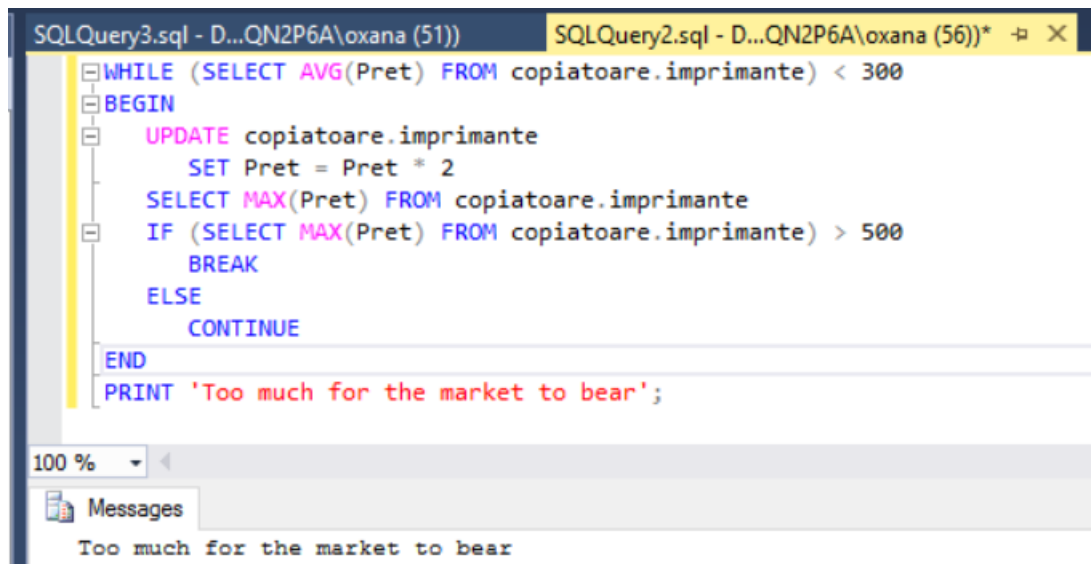 SQLQuery3.sql - D...QN2P6A\oxana (51))
SQLQuery2.sql - D...QN2P6A\oxana (56))*
WHILE (SELECT AVG(Pret) FROM copiatoare.imprimante) < 300
BEGIN
UPDATE copiatoare.imprimante
SET Pret = Pret * 2
SELECT MAX(Pret) FROM copiatoare.imprimante
IF (SELECT MAX(Pret) FROM copiatoare.imprimante) > 500
BREAK
ELSE
CONTINUE
END
PRINT 'Too much for the market to bear';
100 %
Messages
Too much for the market to bear